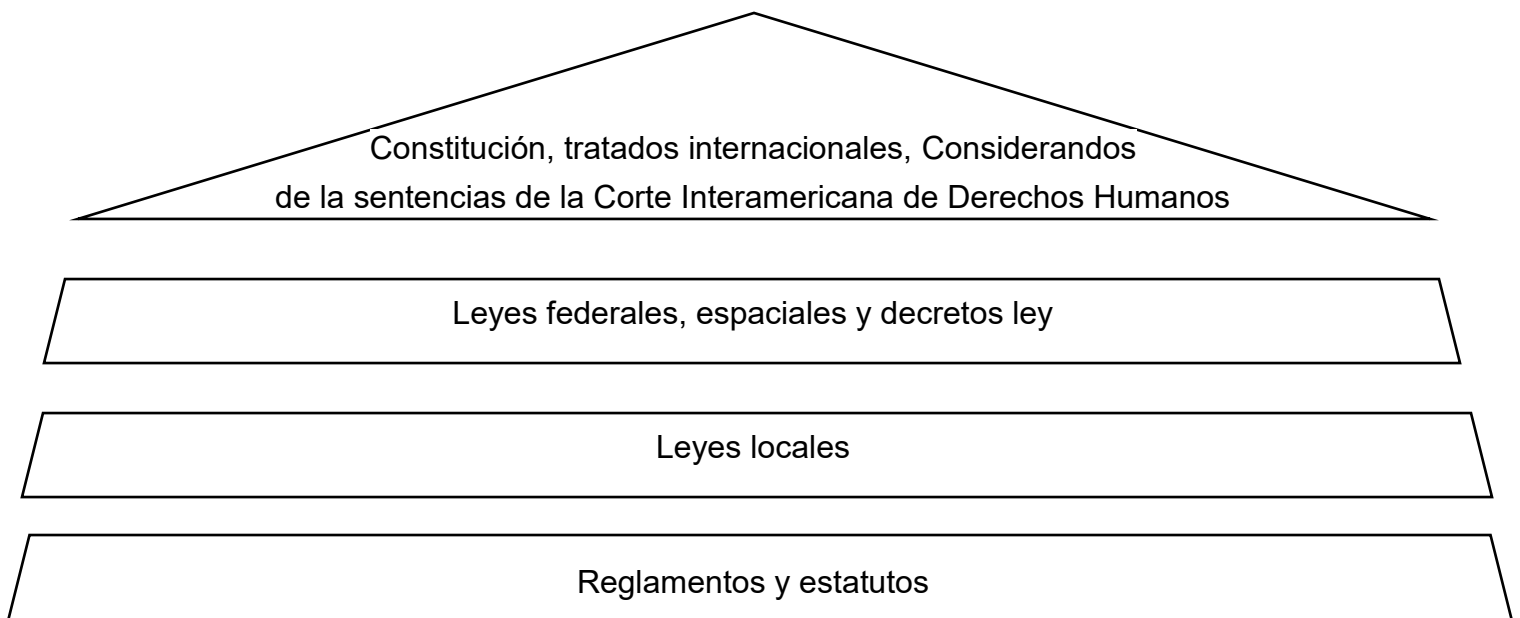 Constitución, tratados internacionales, Considerandos
de la sentencias de la Corte Interamericana de Derechos Humanos
Leyes federales, espaciales y decretos ley
Leyes locales
Reglamentos y estatutos